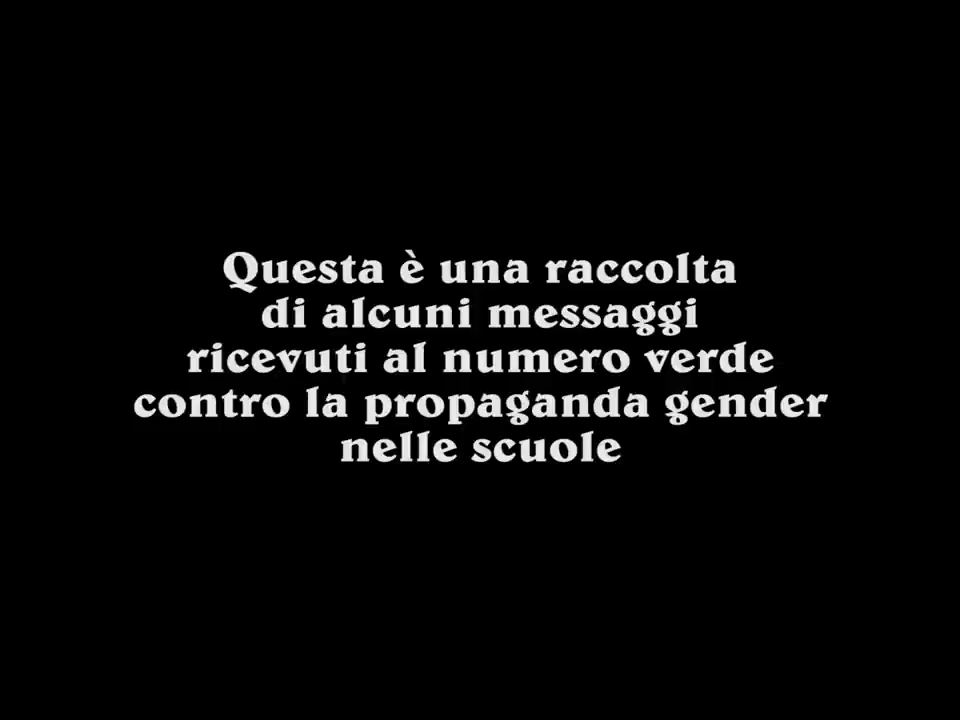 Questa è una raccolta
di alcuni messaggi
ricevuti al numero verde
contro la propaganda gender
nelle scuole